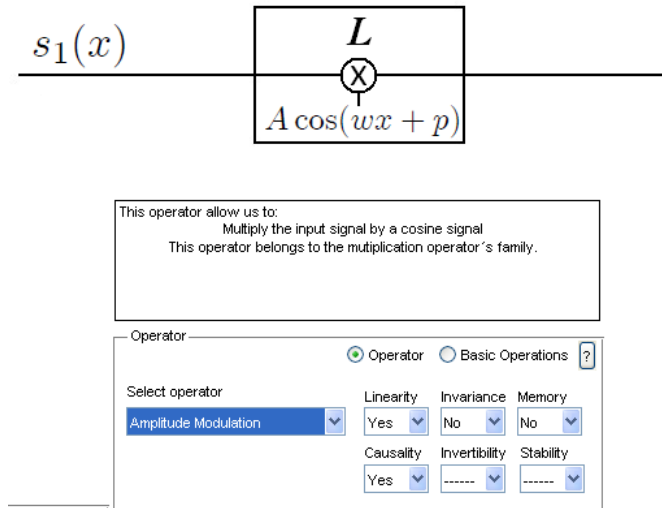 s₁(x)
L
X
A cos(wx + p)
This operator allow us to:
Multiply the input signal by a cosine signal
This operator belongs to the mutiplication operator´s family.
Operator
Operator Basic Operations ?
Select operator Linearity Invariance Memory
Amplitude Modulation Yes No No
Causality Invertibility Stability
Yes ------ ------